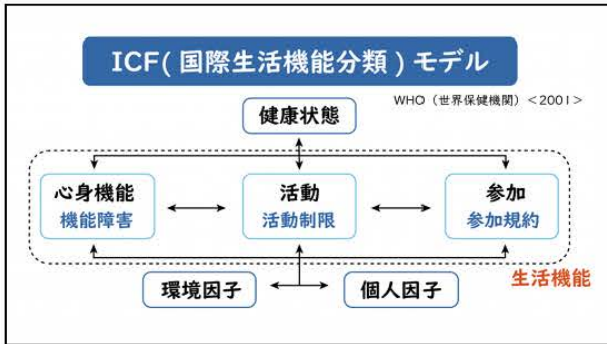 ICF(国際生活機能分類)モデル
WHO（世界保健機関）<2001>
健康状態
心身機能
機能障害
活動
活動制限
参加
参加規約
生活機能
環境因子
個人因子